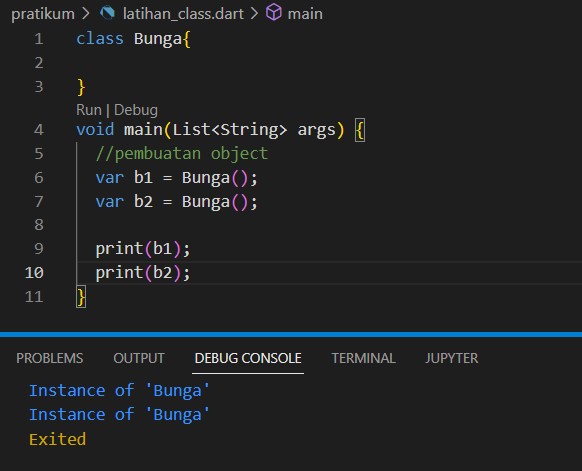 pratikum > latihan_class.dart > main
1 class Bunga{
2
3 }
Run | Debug
4 void main(List<String> args) {
5 //pembuatan object
6 var b1 = Bunga();
7 var b2 = Bunga();
8
9 print(b1);
10 print(b2);
11 }
PROBLEMS OUTPUT DEBUG CONSOLE TERMINAL JUPYTER
Instance of 'Bunga'
Instance of 'Bunga'
Exited